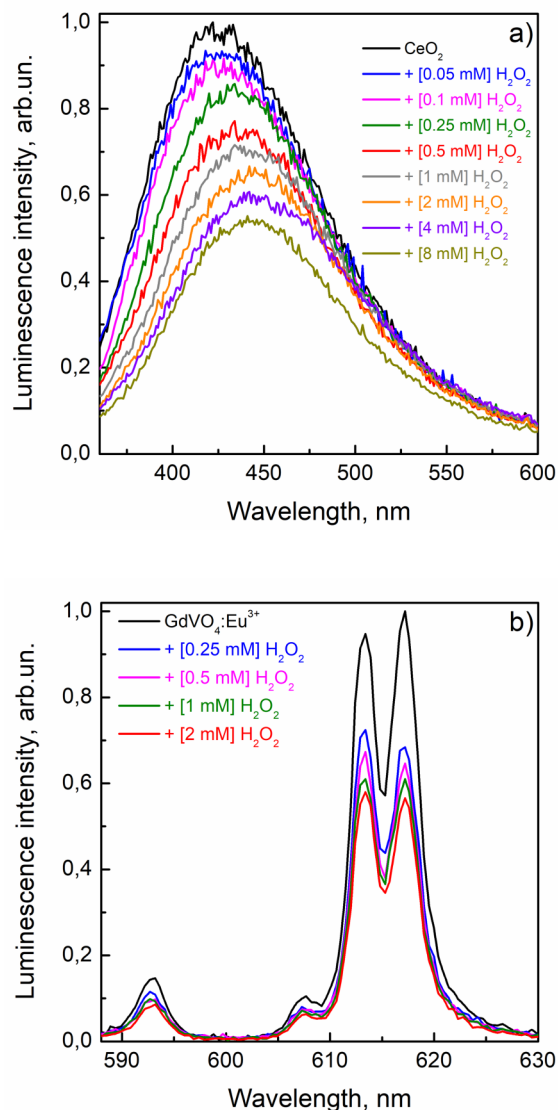 a)
1,0
0,8
0,6
0,4
0,2
0,0
Luminescence intensity, arb.un.
CeO₂
+ [0.05 mM] H₂O₂
+ [0.1 mM] H₂O₂
+ [0.25 mM] H₂O₂
+ [0.5 mM] H₂O₂
+ [1 mM] H₂O₂
+ [2 mM] H₂O₂
+ [4 mM] H₂O₂
+ [8 mM] H₂O₂
400 450 500 550 600
Wavelength, nm
b)
1,0
0,8
0,6
0,4
0,2
0,0
Luminescence intensity, arb.un.
GdVO₄:Eu³⁺
+ [0.25 mM] H₂O₂
+ [0.5 mM] H₂O₂
+ [1 mM] H₂O₂
+ [2 mM] H₂O₂
590 600 610 620 630
Wavelength, nm